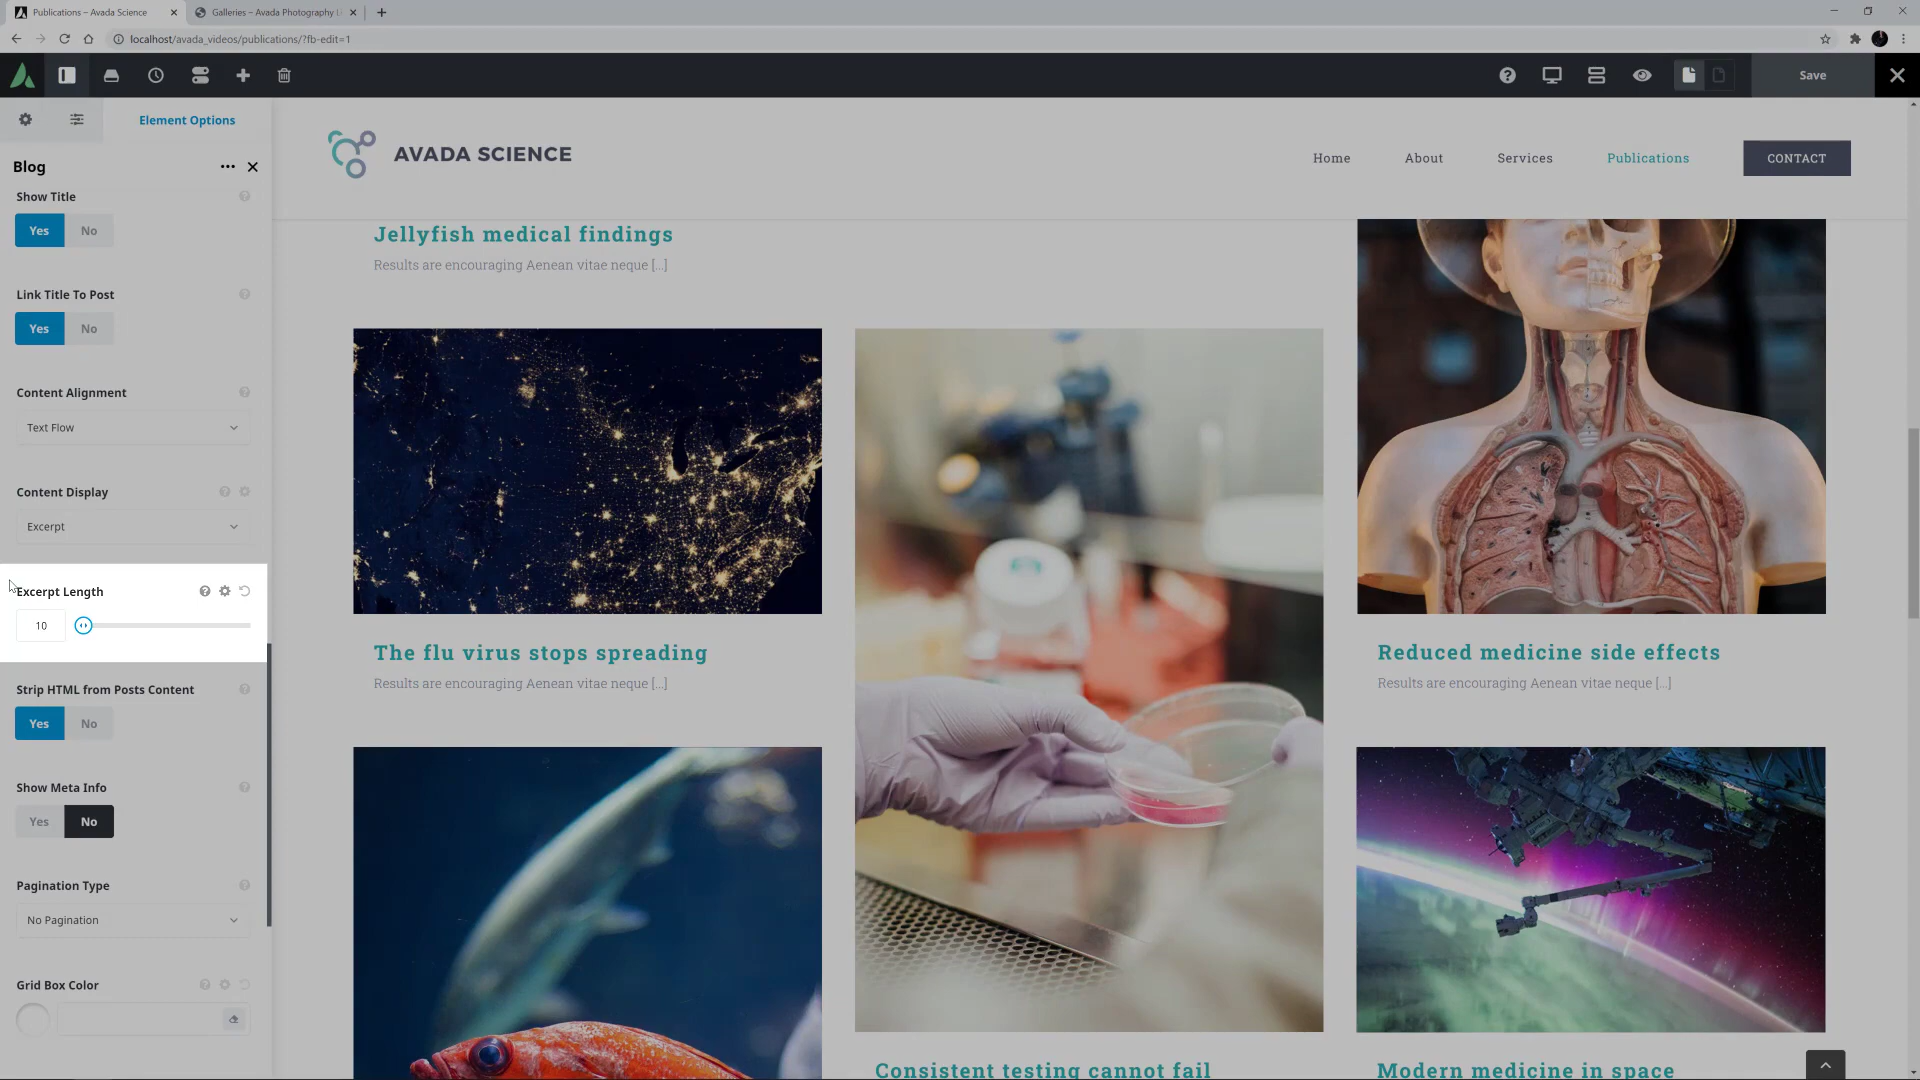 Publications – Avada Science
Galleries – Avada Photography
localhost/avada_videos/publications/?fb-edit=1
Save
Element Options
Blog
Show Title
Yes No
Link Title To Post
Yes No
Content Alignment
Text Flow
Content Display
Excerpt
Excerpt Length
10
Strip HTML from Posts Content
Yes No
Show Meta Info
Yes No
Pagination Type
No Pagination
Grid Box Color
AVADA SCIENCE
Home About Services Publications CONTACT
Jellyfish medical findings
Results are encouraging Aenean vitae neque [...]
The flu virus stops spreading
Results are encouraging Aenean vitae neque [...]
Reduced medicine side effects
Results are encouraging Aenean vitae neque [...]
Consistent testing cannot fail
Modern medicine in space